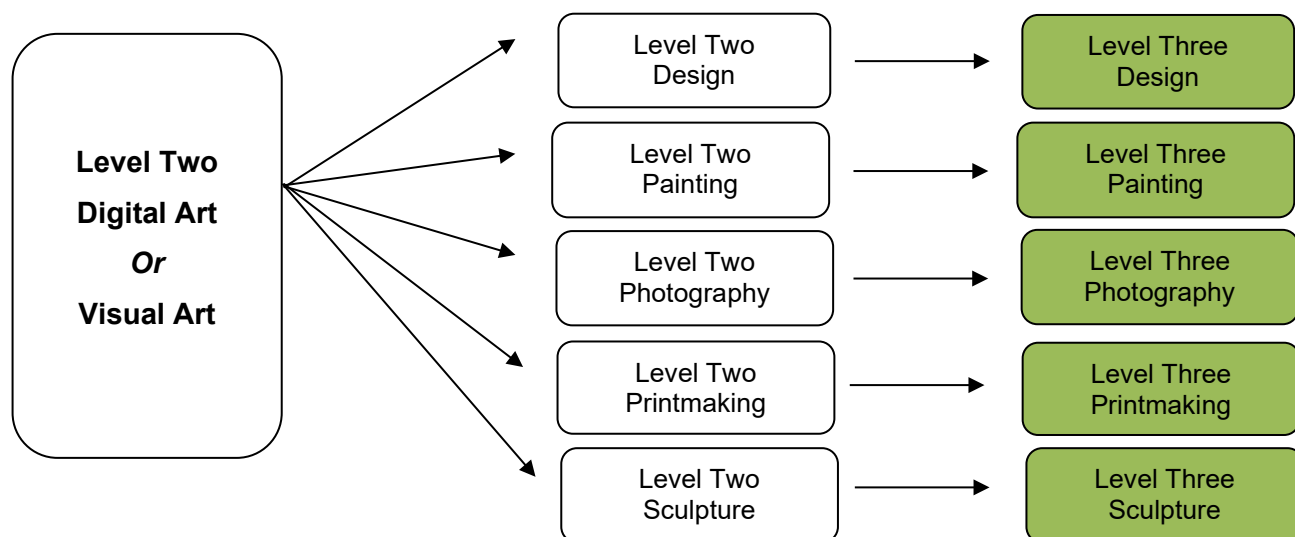 Level Two
Digital Art
Or
Visual Art
Level Two
Design
Level Three
Design
Level Two
Painting
Level Three
Painting
Level Two
Photography
Level Three
Photography
Level Two
Printmaking
Level Three
Printmaking
Level Two
Sculpture
Level Three
Sculpture